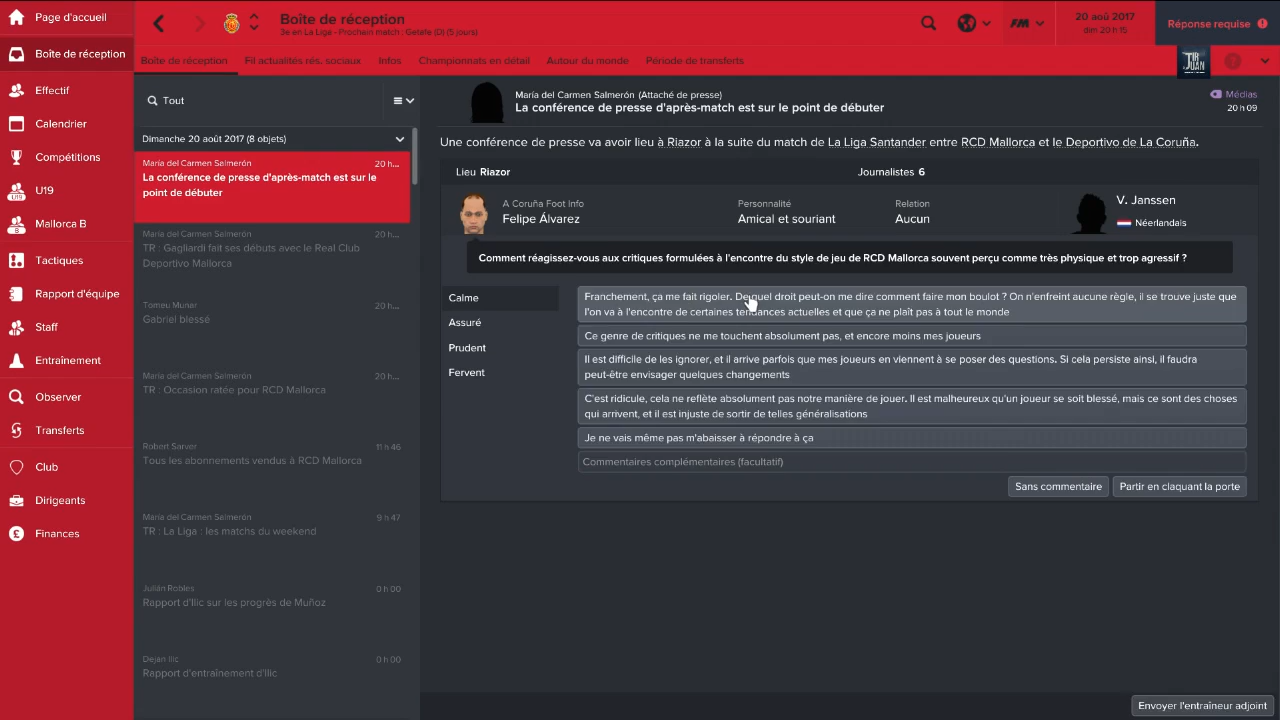 Page d'accueil
Boîte de réception
Effectif
Calendrier
Compétitions
U19
U19
Mallorca B
B
Tactiques
Rapport d'équipe
Staff
Entraînement
Observer
Transferts
Club
Dirigeants
Finances
Boîte de réception
3e en La Liga - Prochain match : Getafe (D) (5 jours)
FM
20 aoû 2017
dim 20 h 15
Réponse requise
Boîte de réception
Fil actualités rés. sociaux
Infos
Championnats en détail
Autour du monde
Période de transferts
Tout
Dimanche 20 août 2017 (8 objets)
María del Carmen Salmerón 20 h...
La conférence de presse d'après-match est sur le
point de débuter
María del Carmen Salmerón 20 h...
TR : Gagliardi fait ses débuts avec le Real Club
Deportivo Mallorca
Tomeu Munar 20 h...
Gabriel blessé
María del Carmen Salmerón 20 h...
TR : Occasion ratée pour RCD Mallorca
Robert Sarver 11 h 46
Tous les abonnements vendus à RCD Mallorca
María del Carmen Salmerón 9 h 47
TR : La Liga : les matchs du weekend
Julián Robles 0 h 00
Rapport d'Ilic sur les progrès de Muñoz
Dejan Ilic 0 h 00
Rapport d'entraînement d'Ilic
María del Carmen Salmerón (Attaché de presse)
La conférence de presse d'après-match est sur le point de débuter
Médias
20 h 09
Une conférence de presse va avoir lieu à Riazor à la suite du match de La Liga Santander entre RCD Mallorca et le Deportivo de La Coruña.
Lieu Riazor
Journalistes 6
A Coruña Foot Info
Felipe Álvarez
Personnalité
Amical et souriant
Relation
Aucun
V. Janssen
Néerlandais
Comment réagissez-vous aux critiques formulées à l'encontre du style de jeu de RCD Mallorca souvent perçu comme très physique et trop agressif ?
Calme
Assuré
Prudent
Fervent
Franchement, ça me fait rigoler. De quel droit peut-on me dire comment faire mon boulot ? On n'enfreint aucune règle, il se trouve juste que
l'on va à l'encontre de certaines tendances actuelles et que ça ne plaît pas à tout le monde
Ce genre de critiques ne me touchent absolument pas, et encore moins mes joueurs
Il est difficile de les ignorer, et il arrive parfois que mes joueurs en viennent à se poser des questions. Si cela persiste ainsi, il faudra
peut-être envisager quelques changements
C'est ridicule, cela ne reflète absolument pas notre manière de jouer. Il est malheureux qu'un joueur se soit blessé, mais ce sont des choses
qui arrivent, et il est injuste de sortir de telles généralisations
Je ne vais même pas m'abaisser à répondre à ça
Commentaires complémentaires (facultatif)
Sans commentaire
Partir en claquant la porte
Envoyer l'entraîneur adjoint